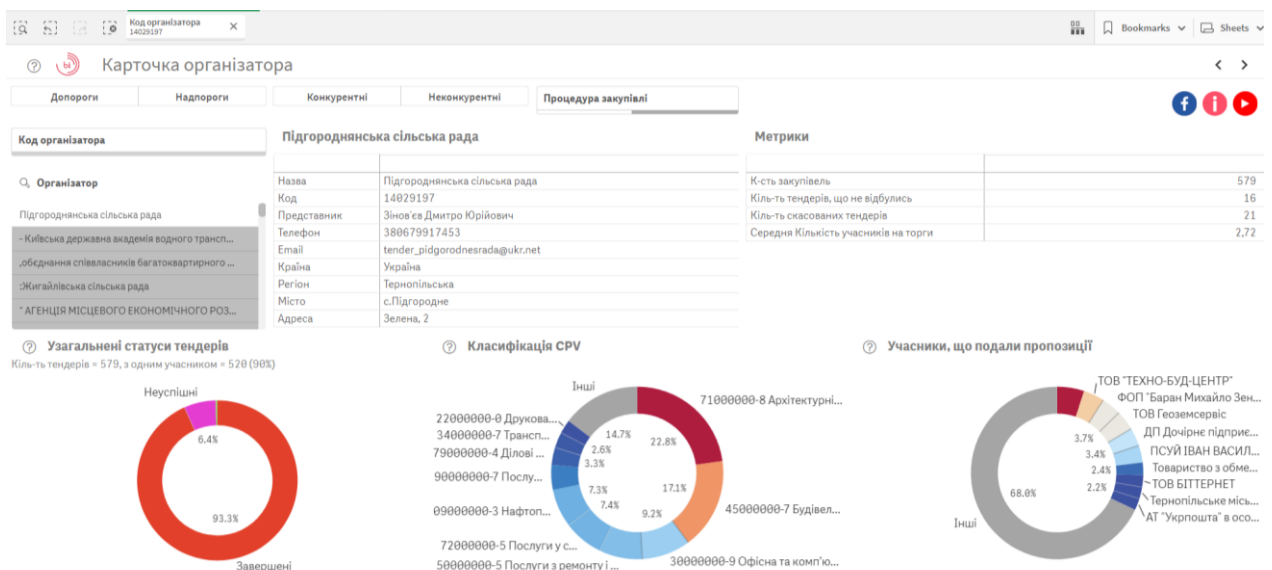 Код організатора
14029197
Bookmarks
Sheets
bi
Карточка організатора
Допороги
Надпороги
Конкурентні
Неконкурентні
Процедура закупівлі
Код організатора
Організатор
Підгороднянська сільська рада
- Київська державна академія водного трансп...
,обєднання співвласників багатоквартирного ...
:Жигайлівська сільська рада
" АГЕНЦІЯ МІСЦЕВОГО ЕКОНОМІЧНОГО РОЗ...
Підгороднянська сільська рада
Назва Підгороднянська сільська рада
Код 14029197
Представник Зінов'єв Дмитро Юрійович
Телефон 380679917453
Email tender_pidgorodnesrada@ukr.net
Країна Україна
Регіон Тернопільська
Місто с.Підгородне
Адреса Зелена, 2
Метрики
К-сть закупівель 579
Кіль-ть тендерів, що не відбулись 16
Кіль-ть скасованих тендерів 21
Середня Кількість учасників на торги 2,72
Узагальнені статуси тендерів
Кіль-ть тендерів = 579, з одним учасником = 520 (90%)
Неуспішні
6.4%
93.3%
Завершені
Класифікація CPV
Інші
71000000-8 Архітектурні...
22000000-0 Друкова...
34000000-7 Трансп...
79000000-4 Ділові ...
90000000-7 Послу...
09000000-3 Нафтоп...
72000000-5 Послуги у с...
50000000-5 Послуги з ремонту і ...
45000000-7 Будівел...
30000000-9 Офісна та комп'ю...
14.7%
22.8%
2.6%
3.3%
7.3%
7.4%
9.2%
17.1%
Учасники, що подали пропозиції
ТОВ "ТЕХНО-БУД-ЦЕНТР"
ФОП "Баран Михайло Зен...
ТОВ Геоземсервіс
ДП Дочірнє підприє...
ПСУЙ ІВАН ВАСИЛ...
Товариство з обме...
ТОВ БІТТЕРНЕТ
Тернопільське місь...
АТ "Укрпошта" в осо...
3.7%
3.4%
2.4%
2.2%
68.0%
Інші